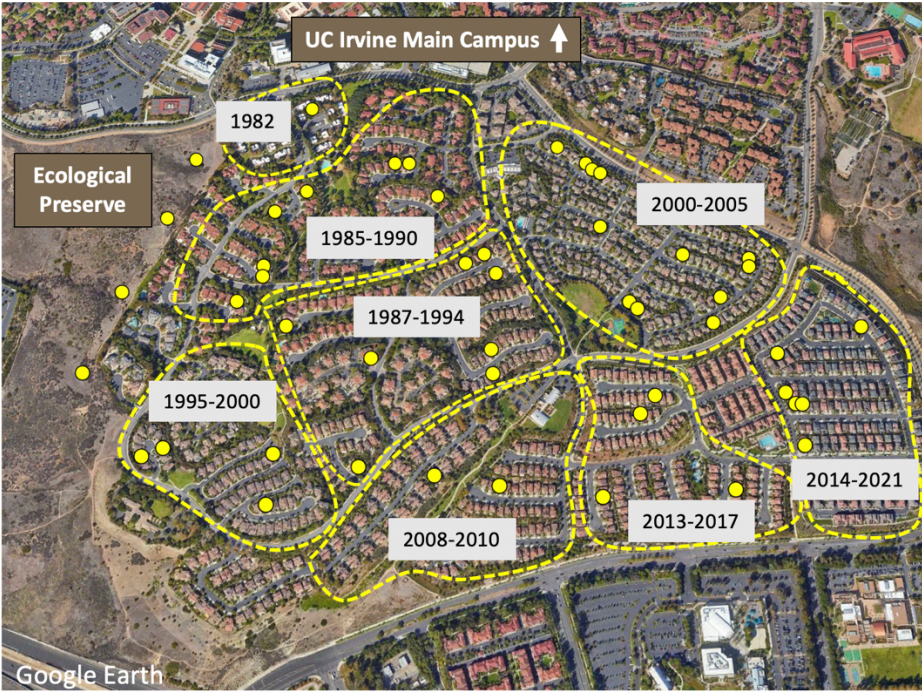 UC Irvine Main Campus
1982
Ecological
Preserve
2000-2005
1985-1990
1987-1994
1995-2000
2014-2021
2013-2017
2008-2010
Google Earth